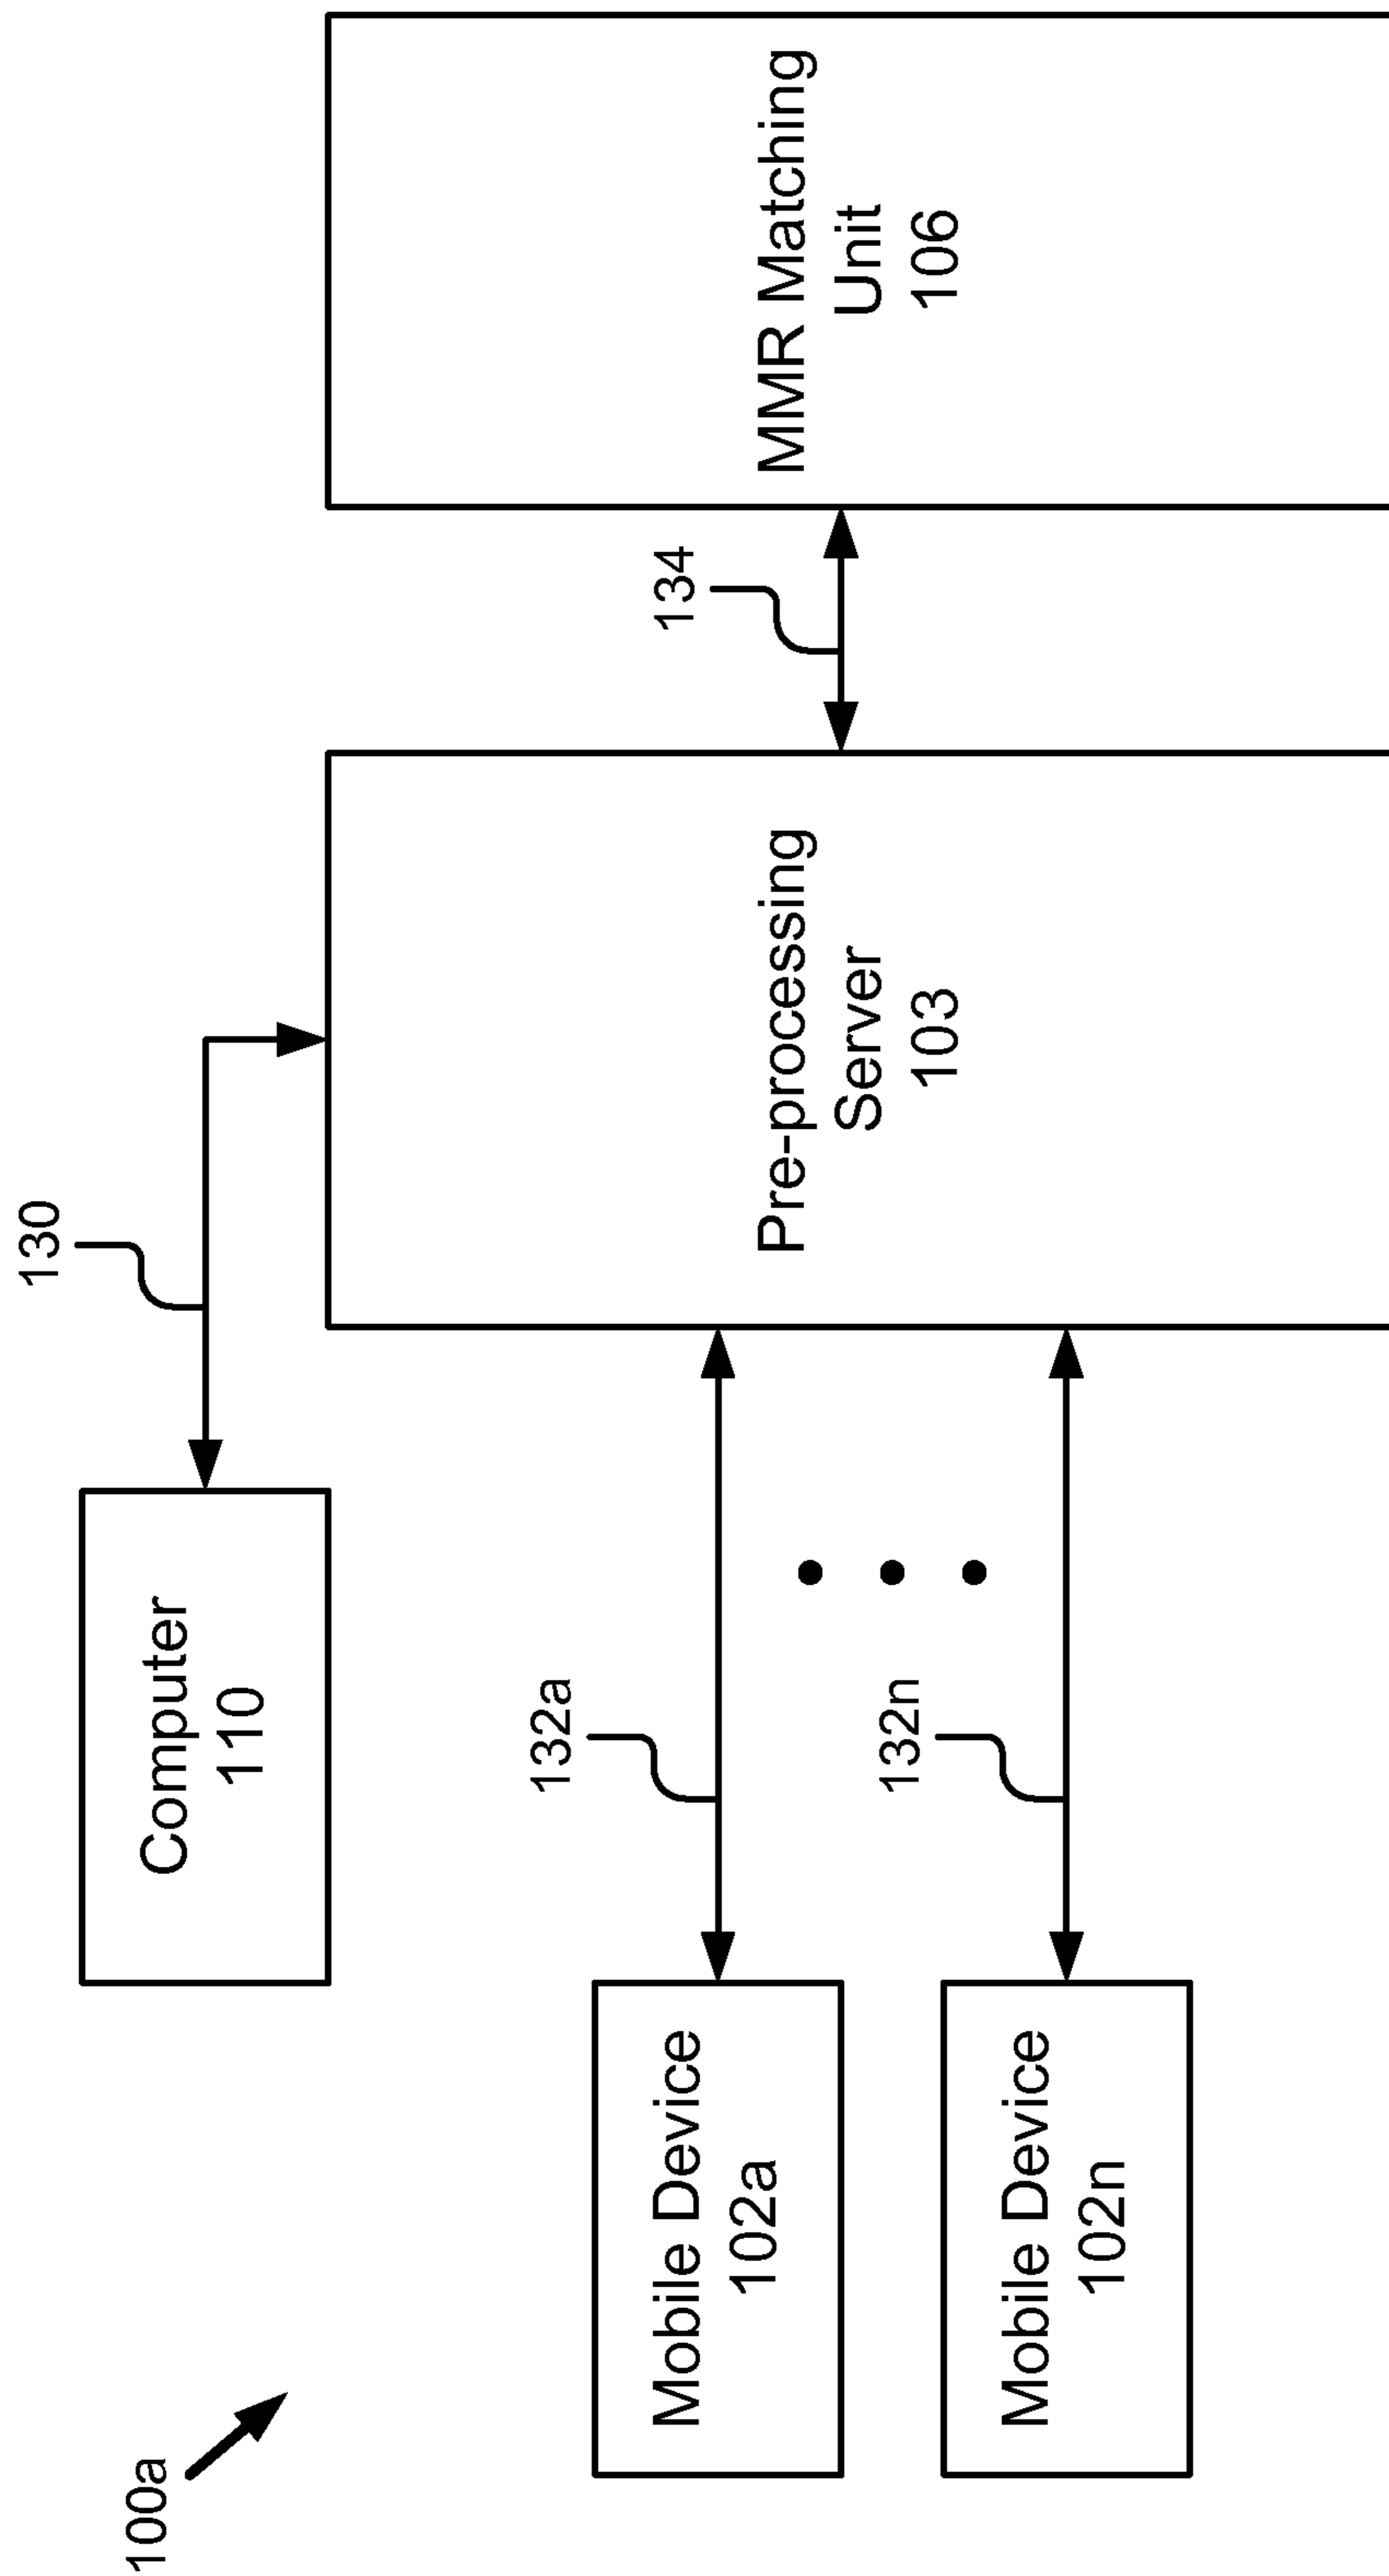 100a
130
Computer
110
134
132a
132n
Mobile Device
102a
Mobile Device
102n
Pre-processing
Server
103
MMR Matching
Unit
106